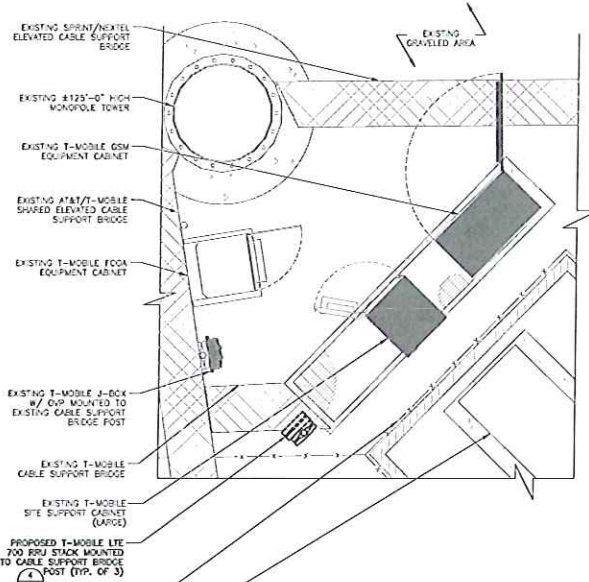 EXISTING SPRINT/NEXTEL
ELEVATED CABLE SUPPORT
BRIDGE
EXISTING
GRAVELED AREA
EXISTING ±125'-0" HIGH
MONOPOLE TOWER
EXISTING T-MOBILE GSM
EQUIPMENT CABINET
EXISTING AT&T/T-MOBILE
SHARED ELEVATED CABLE
SUPPORT BRIDGE
EXISTING T-MOBILE FCOA
EQUIPMENT CABINET
EXISTING T-MOBILE J-BOX
W/ OVP MOUNTED TO
EXISTING CABLE SUPPORT
BRIDGE POST
EXISTING T-MOBILE
CABLE SUPPORT BRIDGE
EXISTING T-MOBILE
SITE SUPPORT CABINET
(LARGE)
PROPOSED T-MOBILE LTE
700 RRU STACK MOUNTED
TO CABLE SUPPORT BRIDGE
POST (TYP. OF 3)
4